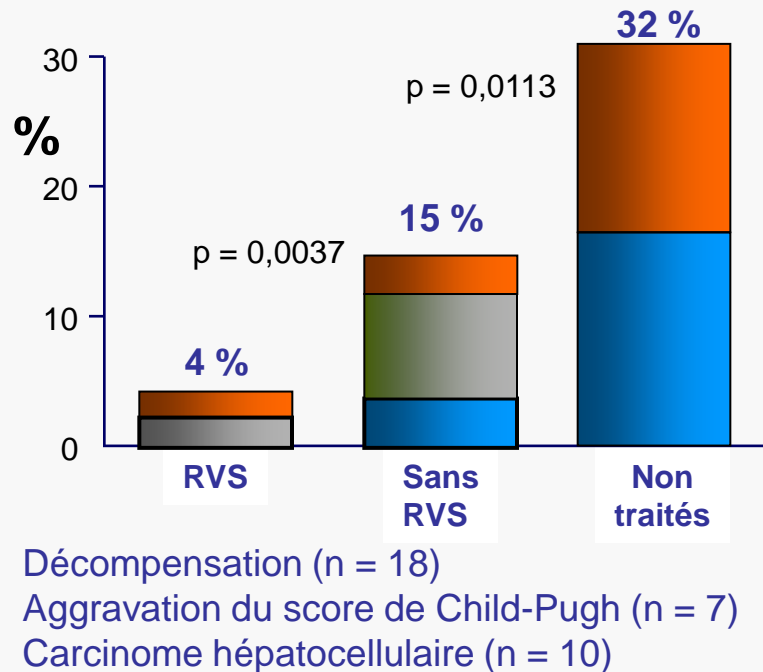 32 %
30
p = 0,0113
%
20
15 %
p = 0,0037
10
4 %
0
RVS
Sans
RVS
Non
traités
Décompensation (n = 18)
Aggravation du score de Child-Pugh (n = 7)
Carcinome hépatocellulaire (n = 10)